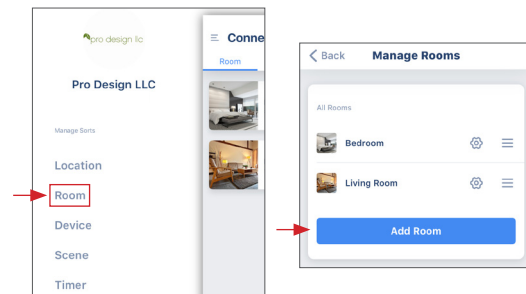 pro design llc
Pro Design LLC
Manage Sorts
Location
Room
Device
Scene
Timer
Conne
Room
Back
Manage Rooms
All Rooms
Bedroom
Living Room
Add Room